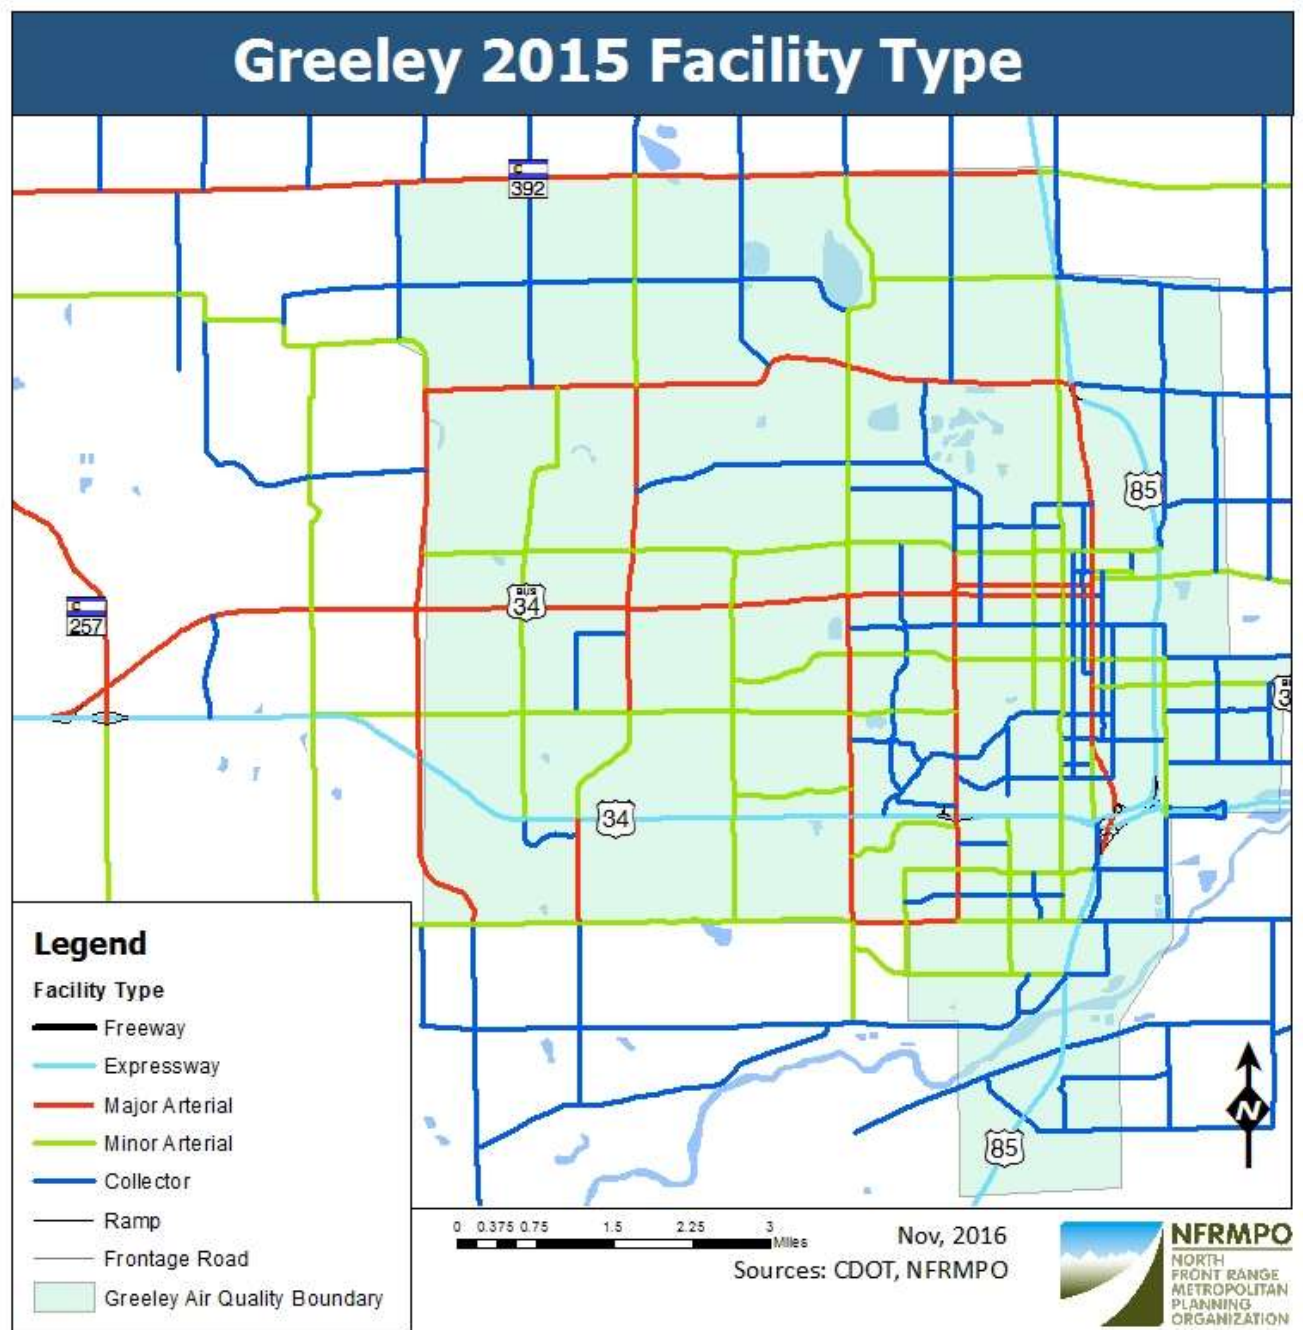 Greeley 2015 Facility Type
C
392
85
BUS
34
C
257
34
85
Legend
Facility Type
Freeway
Expressway
Major Arterial
Minor Arterial
Collector
Ramp
Frontage Road
Greeley Air Quality Boundary
N
0 0.375 0.75 1.5 2.25 3
Miles
Nov, 2016
Sources: CDOT, NFRMPO
NFRMPO
NORTH
FRONT RANGE
METROPOLITAN
PLANNING
ORGANIZATION